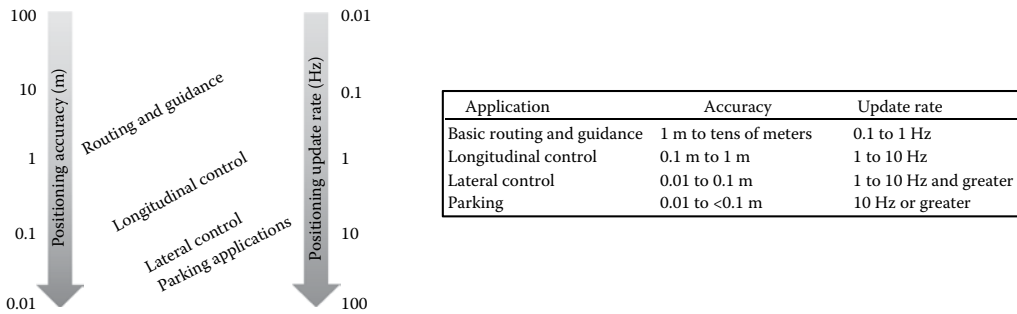 100
10
1
0.1
0.01
Positioning accuracy (m)
Routing and guidance
Longitudinal control
Lateral control
Parking applications
Positioning update rate (Hz)
0.01
0.1
1
10
100
Application Accuracy Update rate
Basic routing and guidance 1 m to tens of meters 0.1 to 1 Hz
Longitudinal control 0.1 m to 1 m 1 to 10 Hz
Lateral control 0.01 to 0.1 m 1 to 10 Hz and greater
Parking 0.01 to <0.1 m 10 Hz or greater